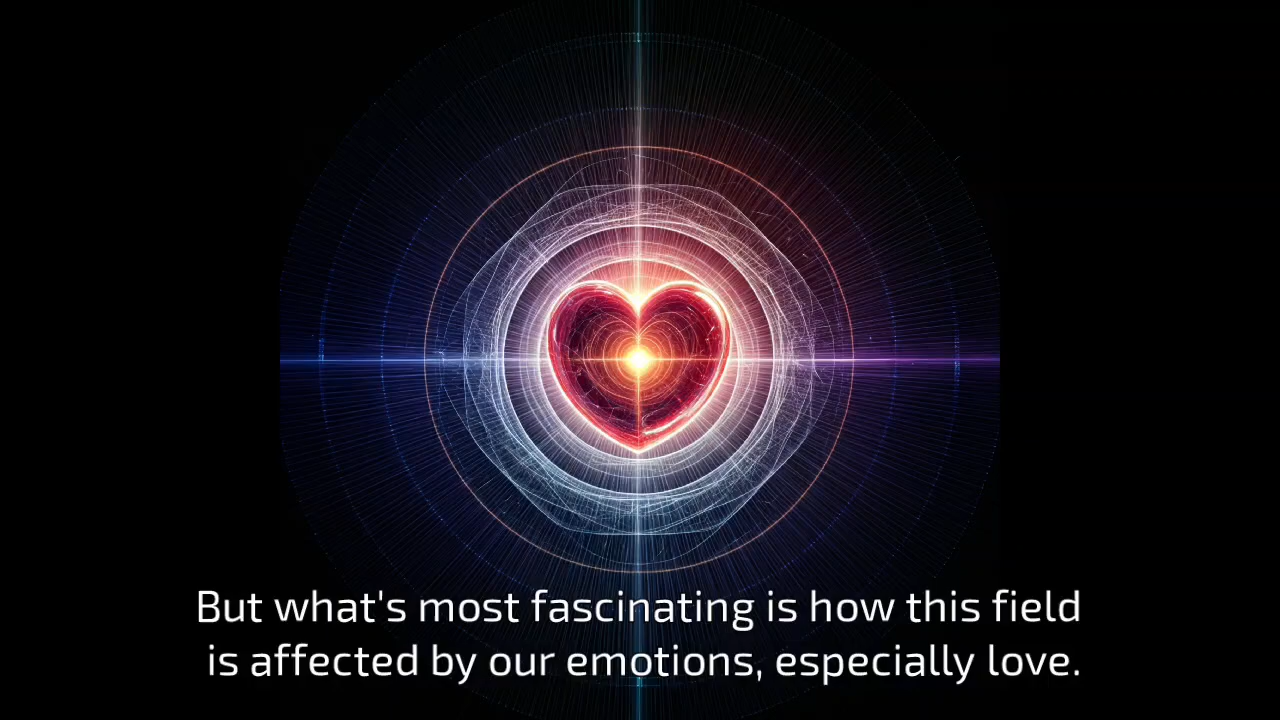 But what's most fascinating is how this field
is affected by our emotions, especially love.